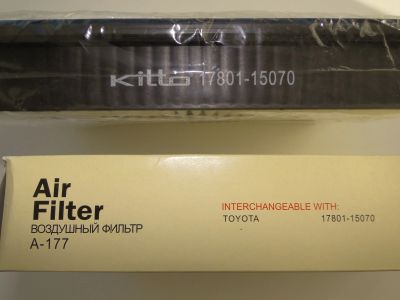 Kitto 17801-15070
Air
Filter
ВОЗДУШНЫЙ ФИЛЬТР
A-177
INTERCHANGEABLE WITH:
TOYOTA 17801-15070